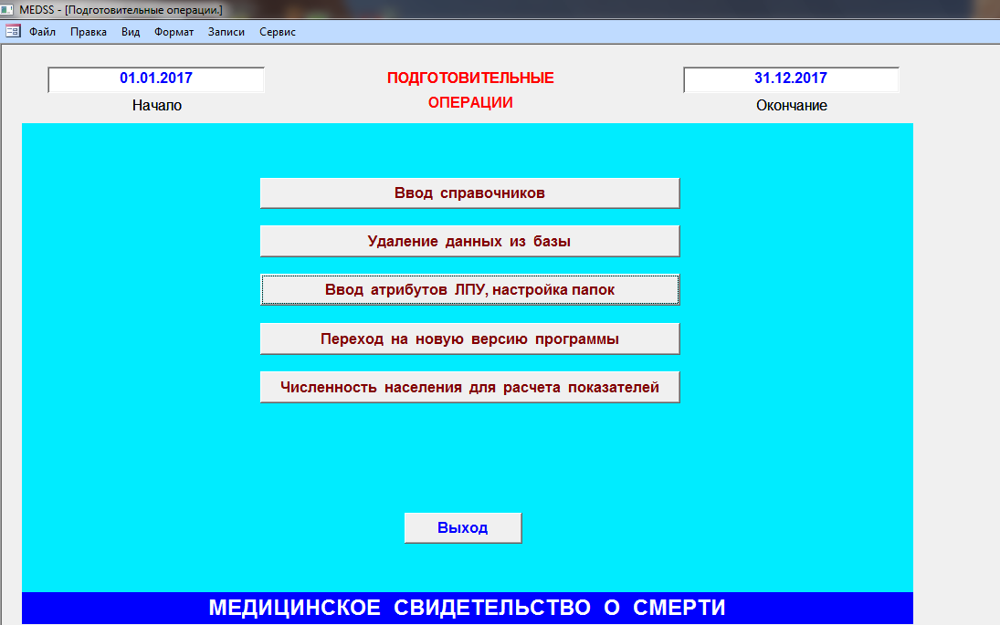 MEDSS - [Подготовительные операции.]
Файл Правка Вид Формат Записи Сервис
01.01.2017
ПОДГОТОВИТЕЛЬНЫЕ
31.12.2017
Начало
ОПЕРАЦИИ
Окончание
Ввод справочников
Удаление данных из базы
Ввод атрибутов ЛПУ, настройка папок
Переход на новую версию программы
Численность населения для расчета показателей
Выход
МЕДИЦИНСКОЕ СВИДЕТЕЛЬСТВО О СМЕРТИ